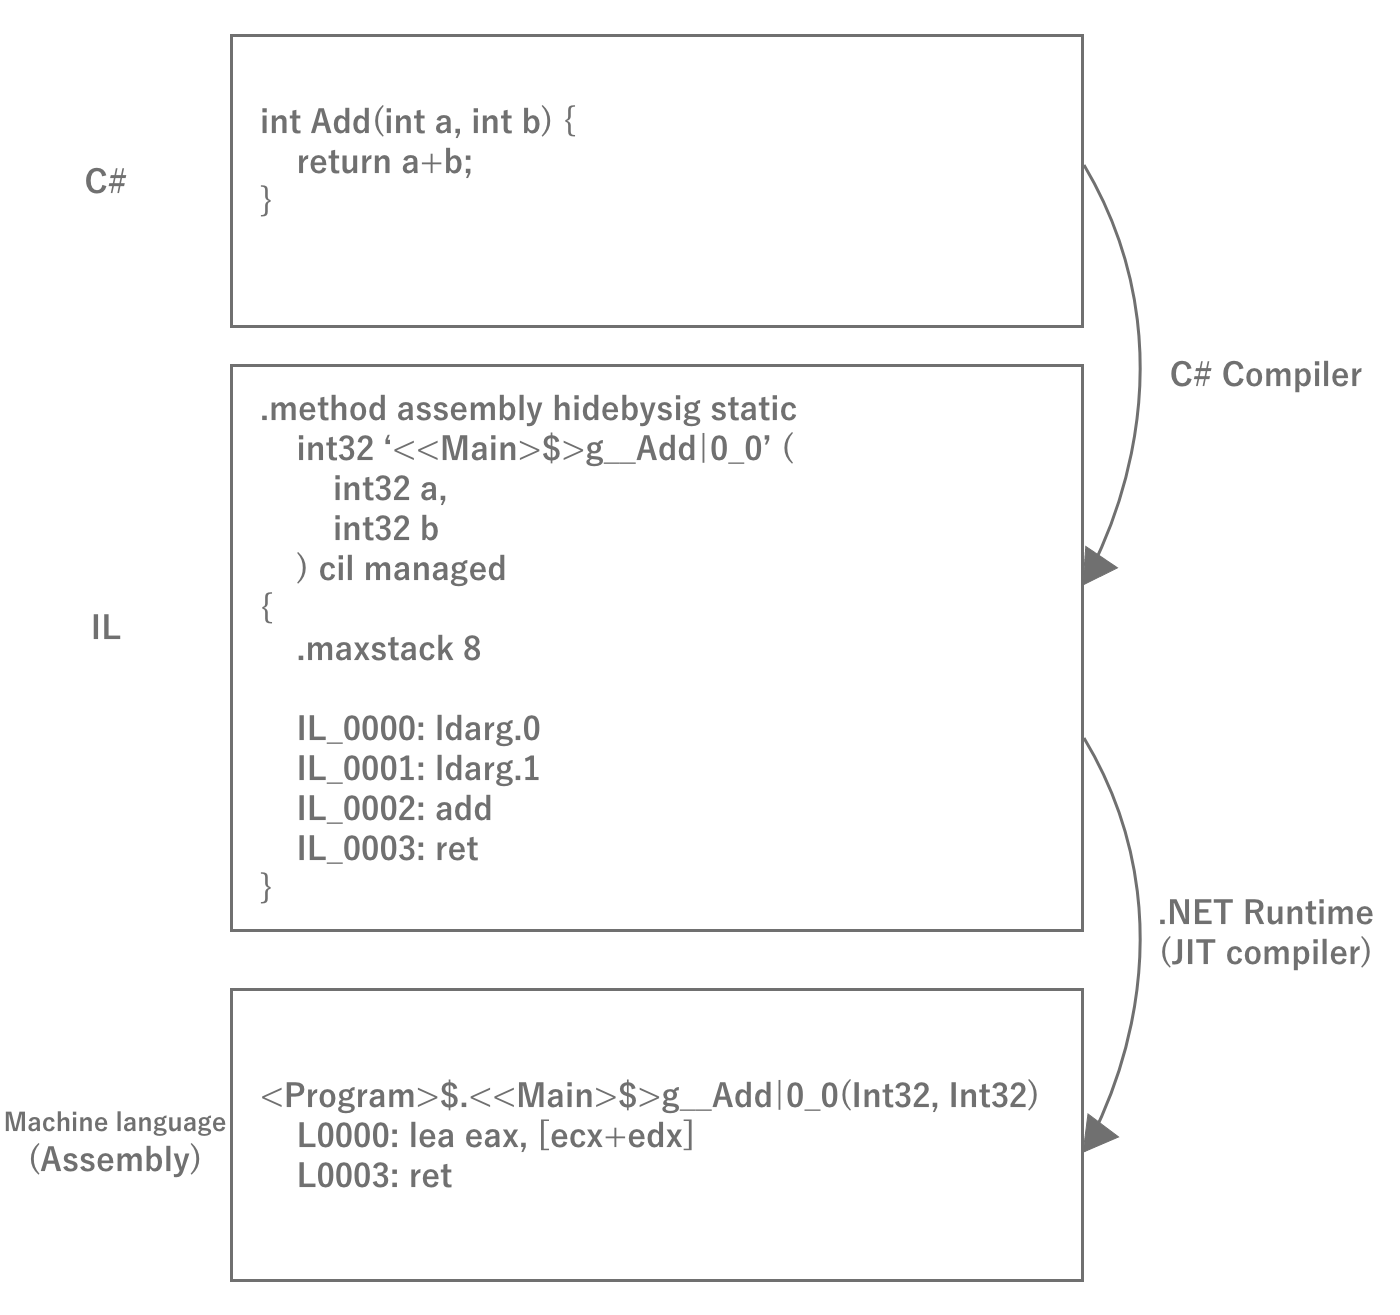 C#
int Add(int a, int b) {
return a+b;
}
C# Compiler
IL
.method assembly hidebysig static
int32 ‘<<Main>$>g__Add|0_0’ (
int32 a,
int32 b
) cil managed
{
.maxstack 8
IL_0000: ldarg.0
IL_0001: ldarg.1
IL_0002: add
IL_0003: ret
}
.NET Runtime
(JIT compiler)
Machine language
(Assembly)
<Program>$.<<Main>$>g__Add|0_0(Int32, Int32)
L0000: lea eax, [ecx+edx]
L0003: ret